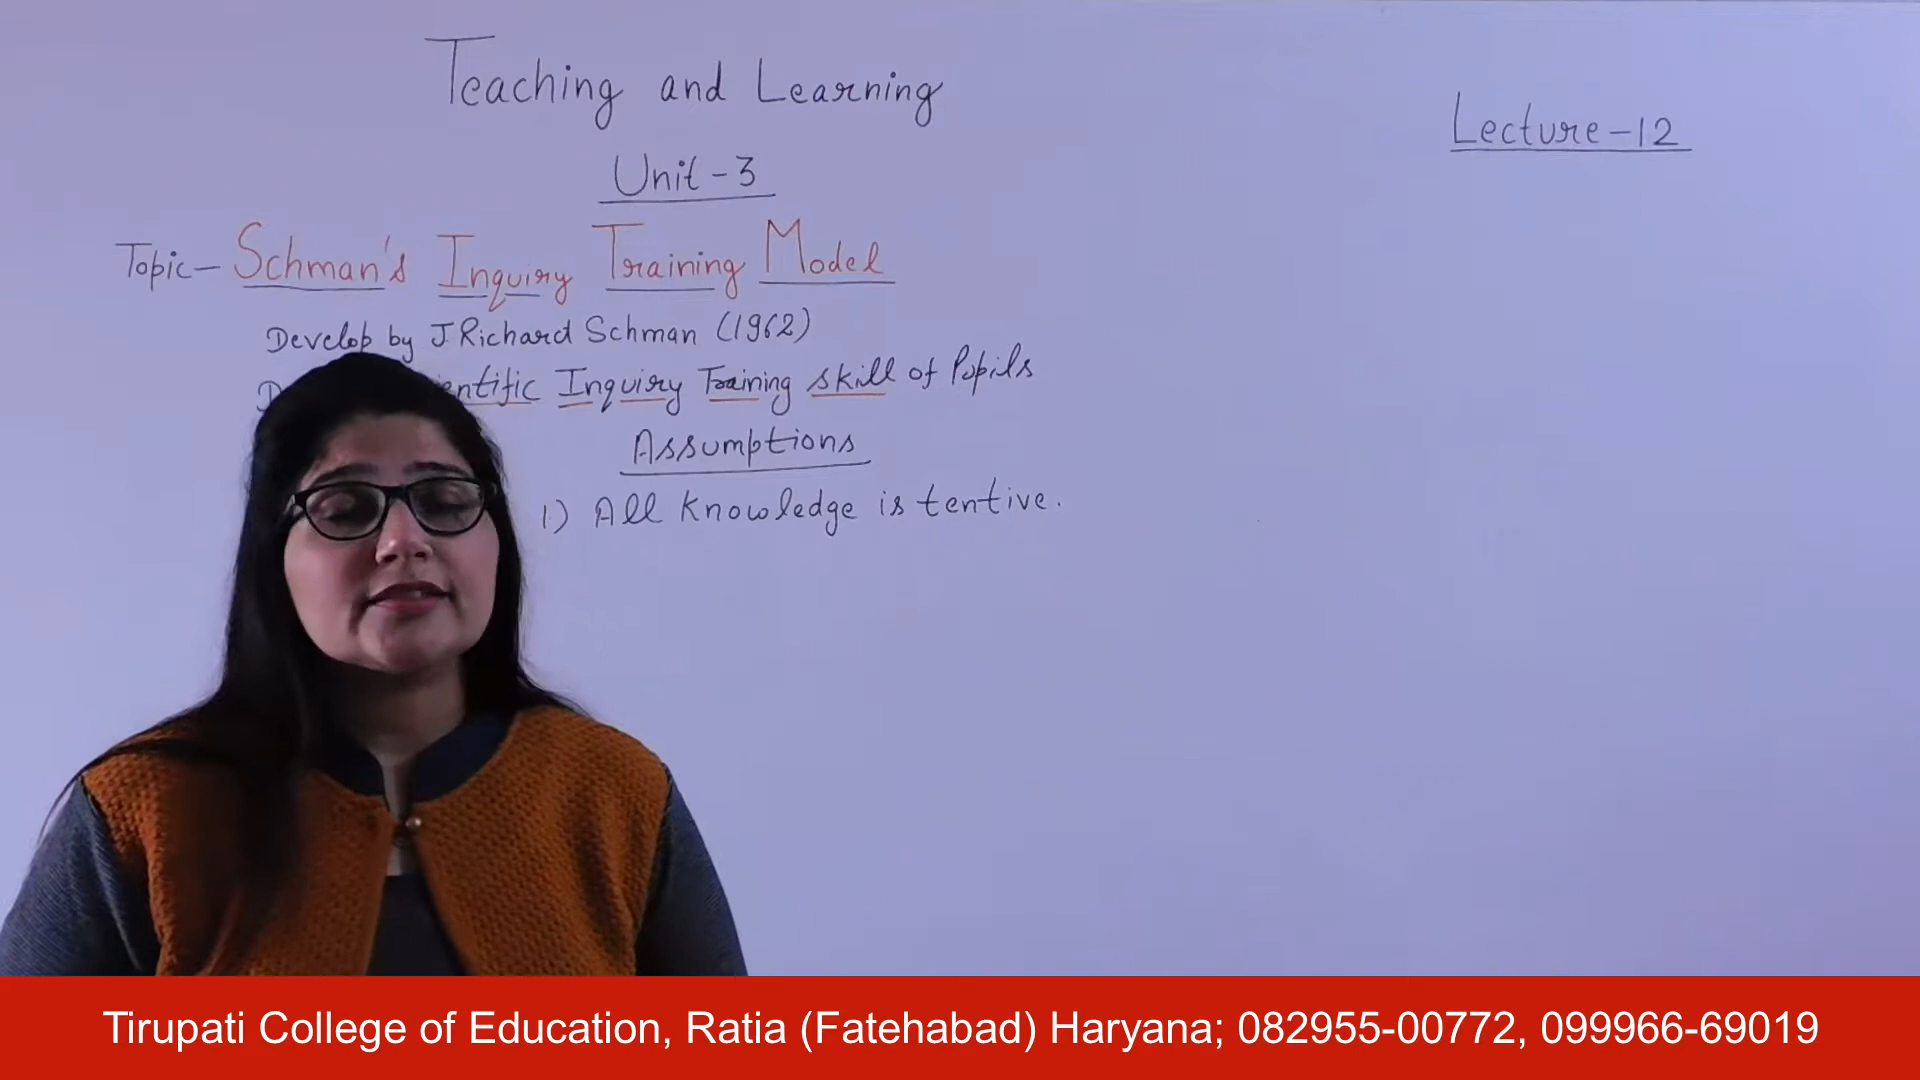 Teaching and Learning
Lecture-12
Unit-3
Topic- Schman's Inquiry Training Model
Develop by J. Richard Schman (1962)
Inquiry Training skill of Pupils
Assumptions
1.) All Knowledge is tentive.
Tirupati College of Education, Ratia (Fatehabad) Haryana; 082955-00772, 099966-69019